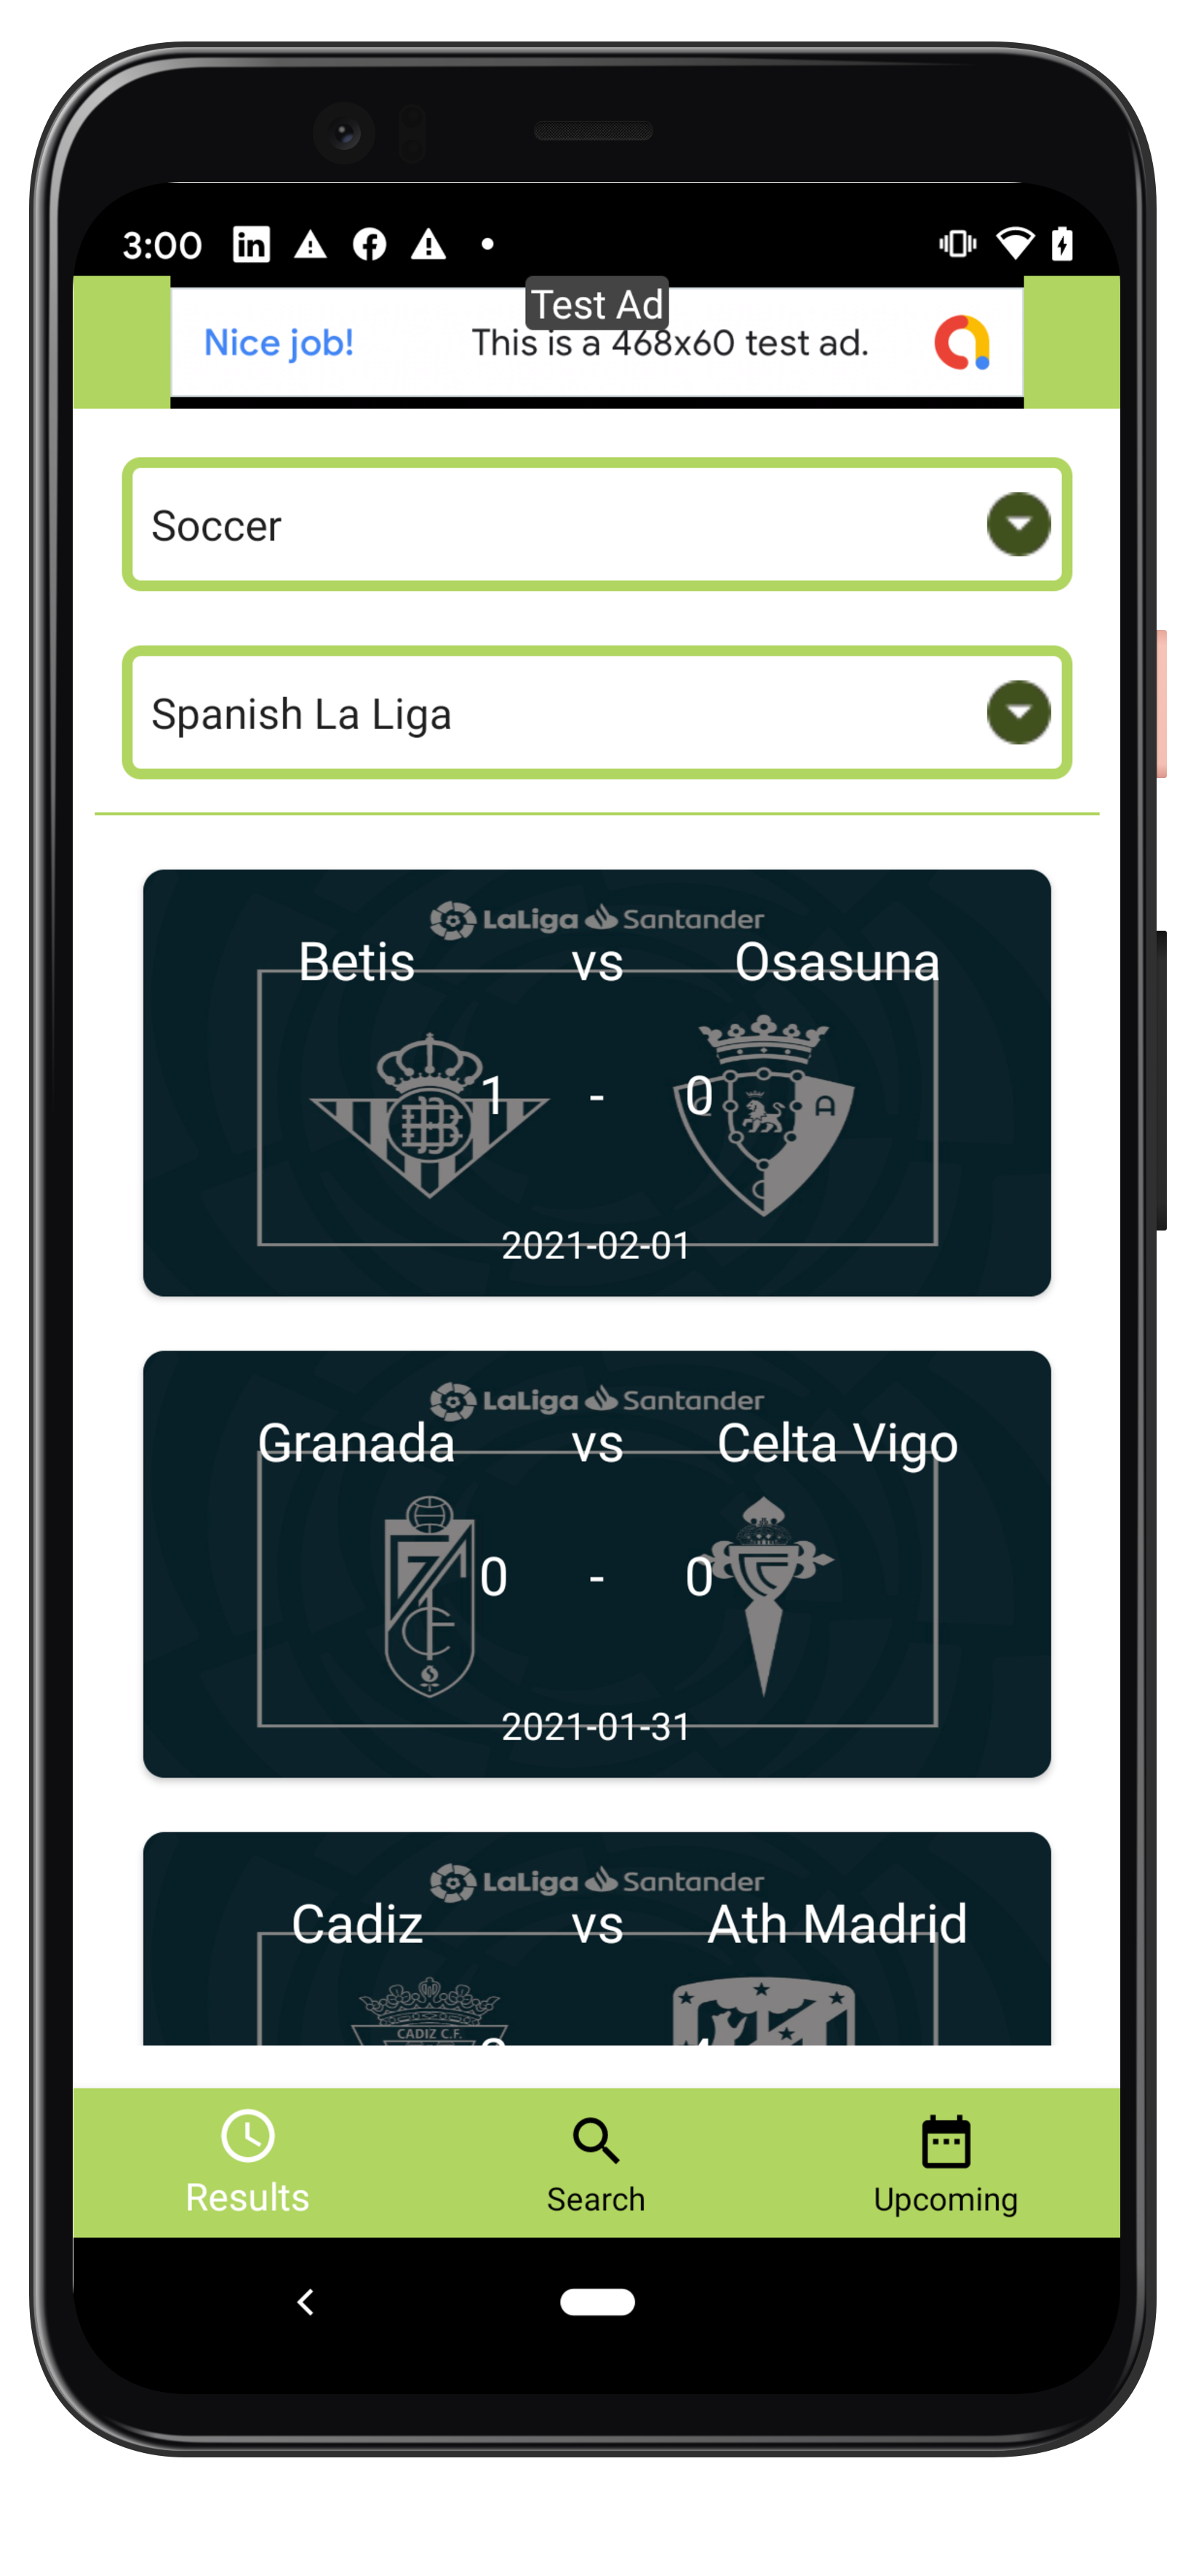 3:00
Test Ad
Nice job! This is a 468x60 test ad.
Soccer
Spanish La Liga
LaLiga Santander
Betis vs Osasuna
1 - 0
A
2021-02-01
LaLiga Santander
Granada vs Celta Vigo
0 - 0
2021-01-31
LaLiga Santander
Cadiz vs Ath Madrid
CADIZ C.F.
Results Search Upcoming